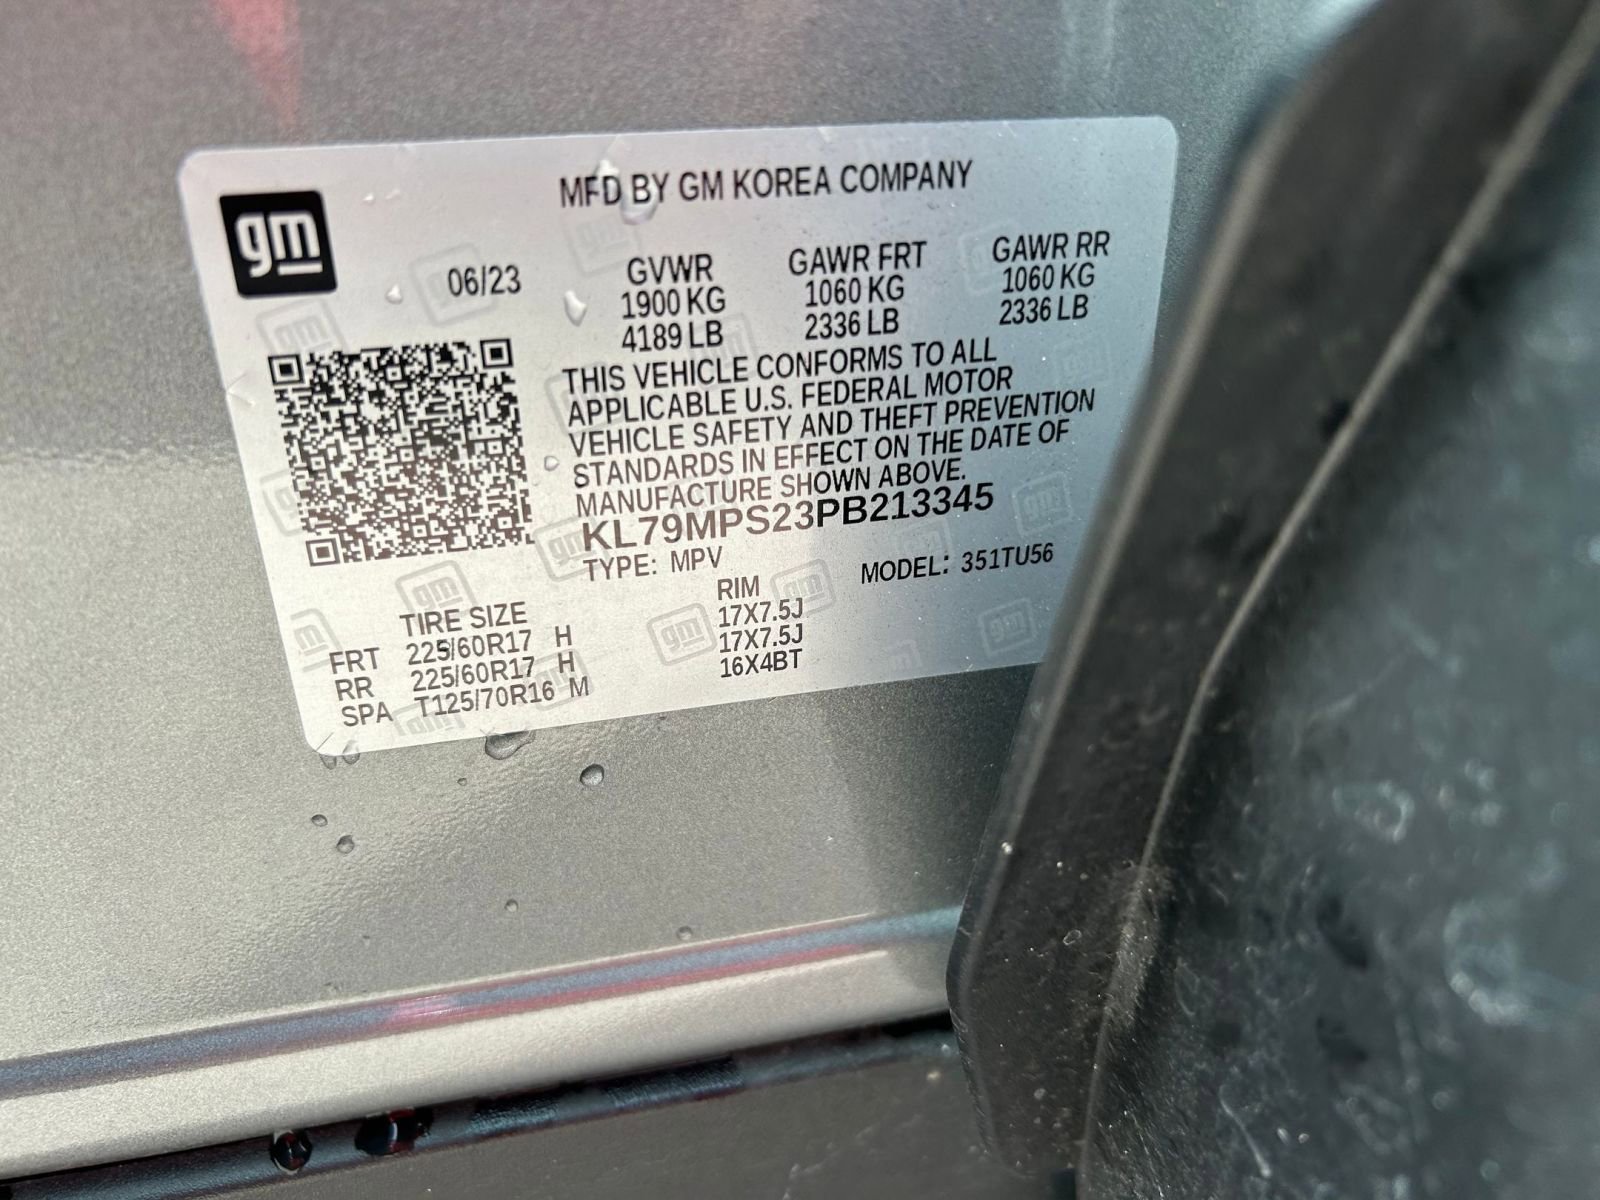 gm
MFD BY GM KOREA COMPANY
06/23
GVWR GAWR FRT GAWR RR
1900 KG 1060 KG 1060 KG
4189 LB 2336 LB 2336 LB
THIS VEHICLE CONFORMS TO ALL
APPLICABLE U.S. FEDERAL MOTOR
VEHICLE SAFETY AND THEFT PREVENTION
STANDARDS IN EFFECT ON THE DATE OF
MANUFACTURE SHOWN ABOVE.
KL79MPS23PB213345
TYPE: MPV MODEL: 351TU56
TIRE SIZE RIM
FRT 225/60R17 H 17X7.5J
RR 225/60R17 H 17X7.5J
SPA T125/70R16 M 16X4BT